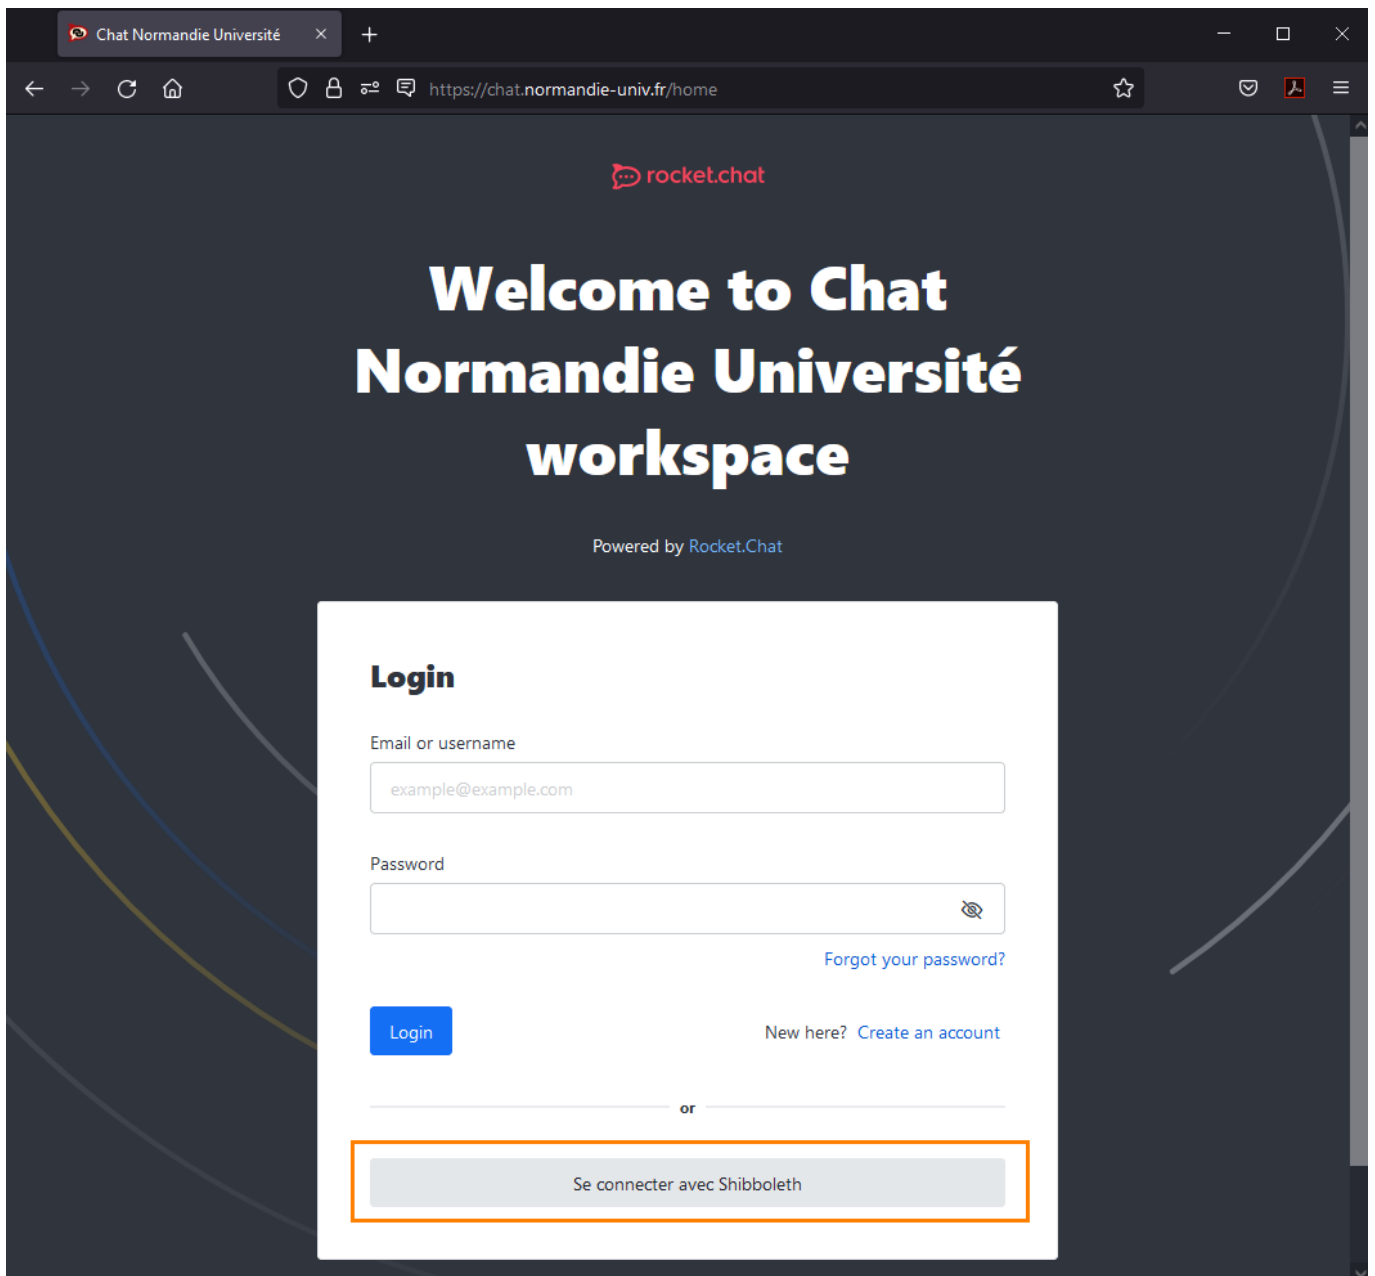 Chat Normandie Université
https://chat.normandie-univ.fr/home
rocket.chat
Welcome to Chat
Normandie Université
workspace
Powered by Rocket.Chat
Login
Email or username
example@example.com
Password
Forgot your password?
Login
New here? Create an account
or
Se connecter avec Shibboleth